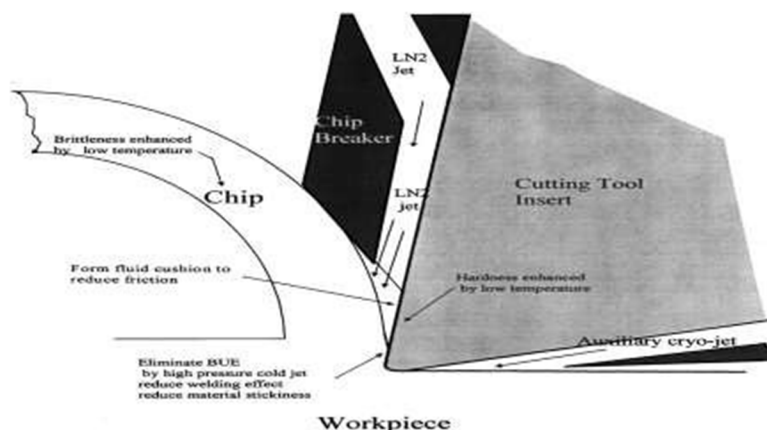 LN2
Jet
Chip
Breaker
Brittleness enhanced
by low temperature
Chip
LN2
jet
Cutting Tool
Insert
Form fluid cushion to
reduce friction
Hardness enhanced
by low temperature
Auxiliary cryo-jet
Eliminate BUE
by high pressure cold jet
reduce welding effect
reduce material stickiness
Workpiece